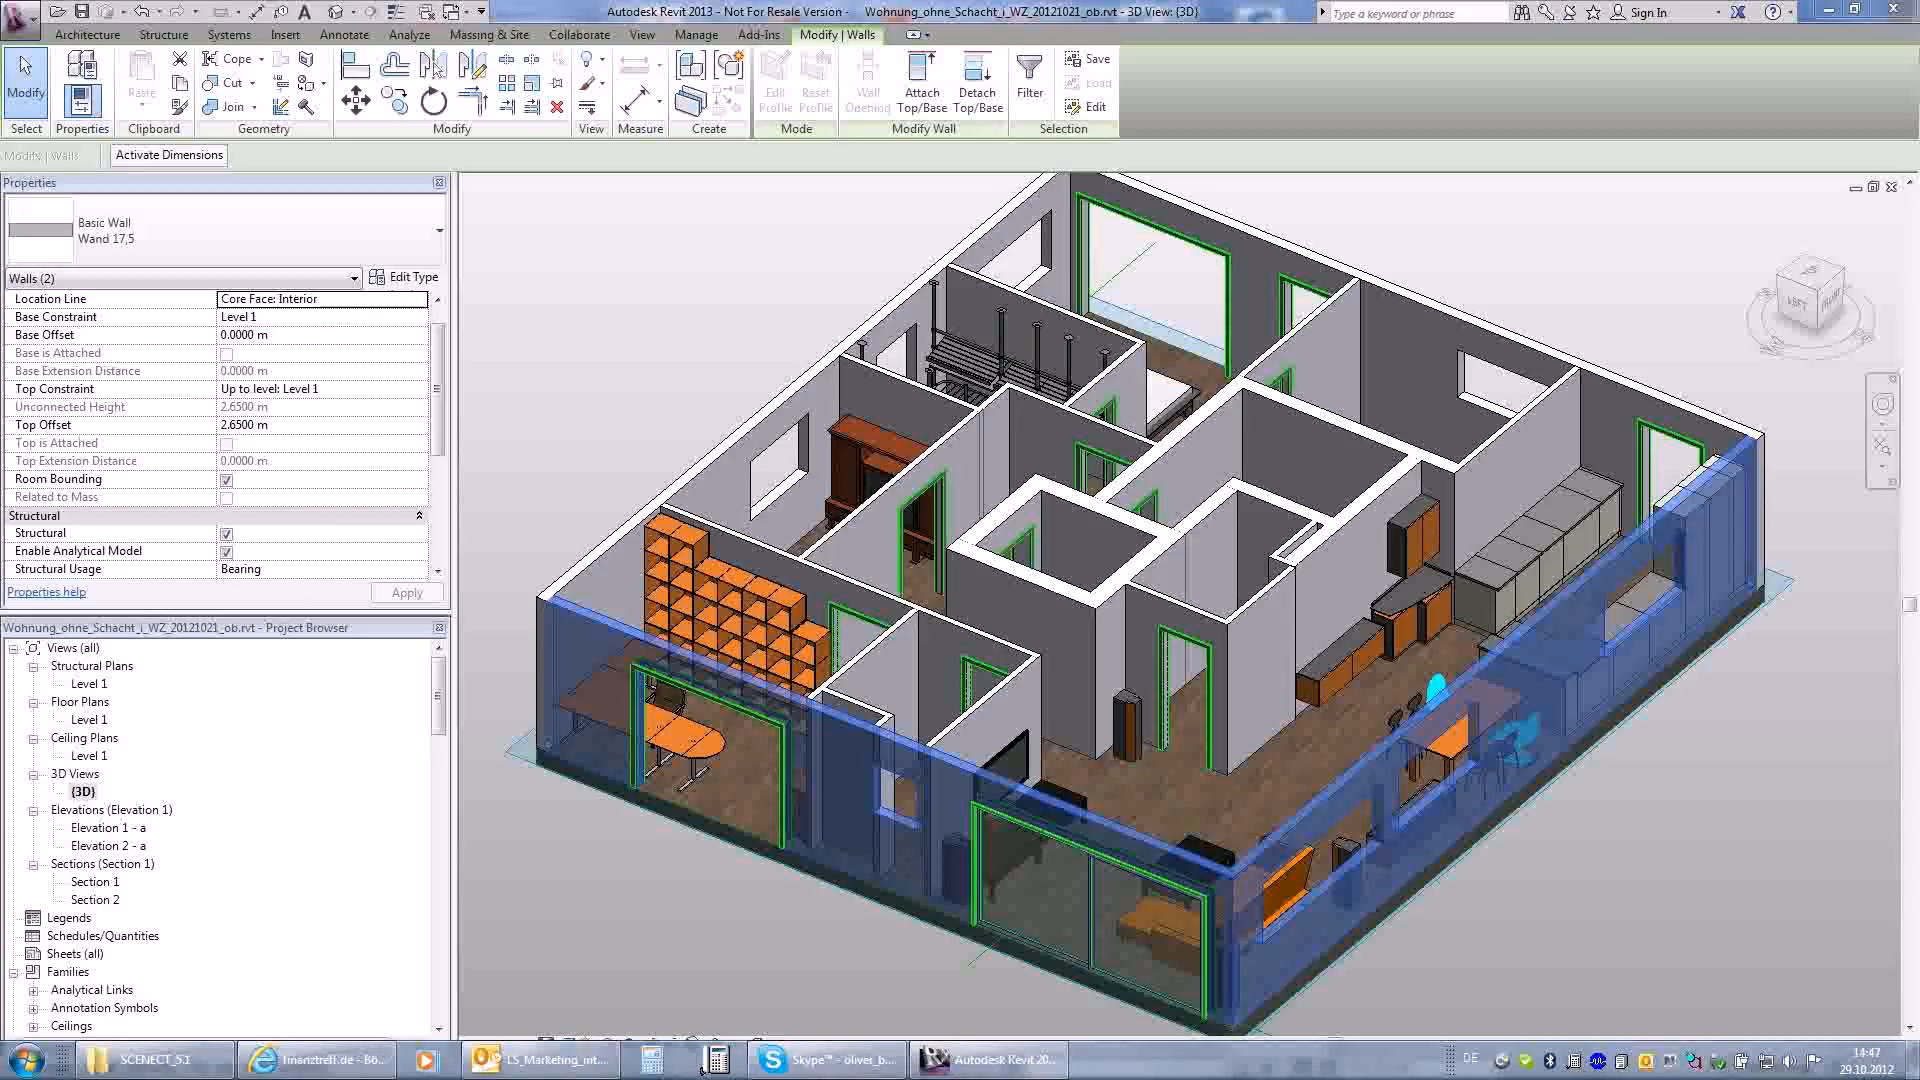 Autodesk Revit 2013 - Not For Resale Version - Wohnung_ohne_Schacht_i_WZ_20121021_ob.rvt - 3D View: {3D}
Type a keyword or phrase
Sign In
Architecture Structure Systems Insert Annotate Analyze Massing & Site Collaborate View Manage Add-Ins Modify | Walls
Modify
Paste
Cope
Cut
Join
Edit Profile
Reset Profile
Wall Opening
Attach Top/Base
Detach Top/Base
Filter
Save
Load
Edit
Select Properties Clipboard Geometry Modify View Measure Create Mode Modify Wall Selection
Modify | Walls
Activate Dimensions
Properties
Basic Wall
Wand 17,5
Walls (2)
Edit Type
Location Line Core Face: Interior
Base Constraint Level 1
Base Offset 0.0000 m
Base is Attached
Base Extension Distance 0.0000 m
Top Constraint Up to level: Level 1
Unconnected Height 2.6500 m
Top Offset 2.6500 m
Top is Attached
Top Extension Distance 0.0000 m
Room Bounding
Related to Mass
Structural
Structural
Enable Analytical Model
Structural Usage Bearing
Properties help
Apply
Wohnung_ohne_Schacht_i_WZ_20121021_ob.rvt - Project Browser
Views (all)
Structural Plans
Level 1
Floor Plans
Level 1
Ceiling Plans
Level 1
3D Views
{3D}
Elevations (Elevation 1)
Elevation 1 - a
Elevation 2 - a
Sections (Section 1)
Section 1
Section 2
Legends
Schedules/Quantities
Sheets (all)
Families
Analytical Links
Annotation Symbols
Ceilings
LEFT
FRONT
SCENECT_5.1
finanztreff.de - Bö...
LS_Marketing_mt...
Skype™ - oliver_b...
Autodesk Revit 20...
DE
14:47
29.10.2012